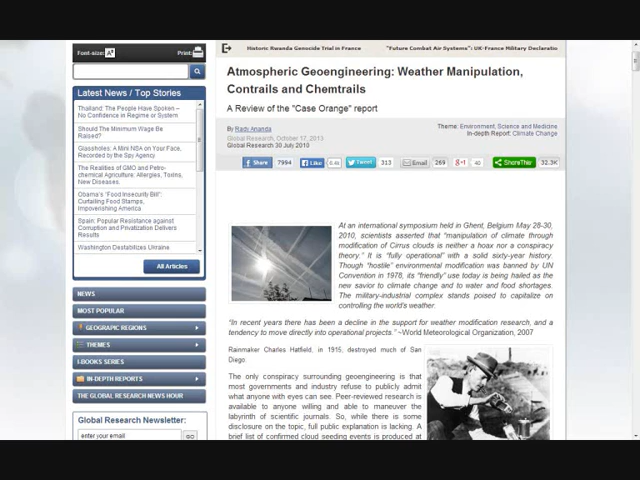 Font-size: A
Print:
Historic Rwanda Genocide Trial in France
"Future Combat Air Systems": UK-France Military Declaratio
Latest News / Top Stories
Thailand: The People Have Spoken –
No Confidence in Regime or System
Should The Minimum Wage Be
Raised?
Glassholes: A Mini NSA on Your Face,
Recorded by the Spy Agency
The Realities of GMO and Petro-
chemical Agriculture: Allergies, Toxins,
New Diseases.
Obama's "Food Insecurity Bill":
Curtailing Food Stamps,
Impoverishing America
Spain: Popular Resistance against
Corruption and Privatization Delivers
Results
Washington Destabilizes Ukraine
All Articles
NEWS
MOST POPULAR
GEOGRAPHIC REGIONS
THEMES
I-BOOKS SERIES
IN-DEPTH REPORTS
THE GLOBAL RESEARCH NEWS HOUR
Global Research Newsletter:
enter your email
GO
Atmospheric Geoengineering: Weather Manipulation,
Contrails and Chemtrails
A Review of the "Case Orange" report
By Rady Ananda
Global Research, October 17, 2013
Global Research 30 July 2010
Theme: Environment, Science and Medicine
In-depth Report: Climate Change
Share 7994
Like
Tweet 313
Email 269
+1 40
ShareThis 32.3K
At an international symposium held in Ghent, Belgium May 28-30,
2010, scientists asserted that "manipulation of climate through
modification of Cirrus clouds is neither a hoax nor a conspiracy
theory." It is "fully operational" with a solid sixty-year history.
Though "hostile" environmental modification was banned by UN
Convention in 1978, its "friendly" use today is being hailed as the
new savior to climate change and to water and food shortages.
The military-industrial complex stands poised to capitalize on
controlling the world's weather.
"In recent years there has been a decline in the support for weather modification research, and a
tendency to move directly into operational projects." ~World Meteorological Organization, 2007
Rainmaker Charles Hatfield, in 1915, destroyed much of San
Diego.
The only conspiracy surrounding geoengineering is that
most governments and industry refuse to publicly admit
what anyone with eyes can see. Peer-reviewed research is
available to anyone willing and able to maneuver the
labyrinth of scientific journals. So, while there is some
disclosure on the topic, full public explanation is lacking. A
brief list of confirmed cloud seeding events is produced at